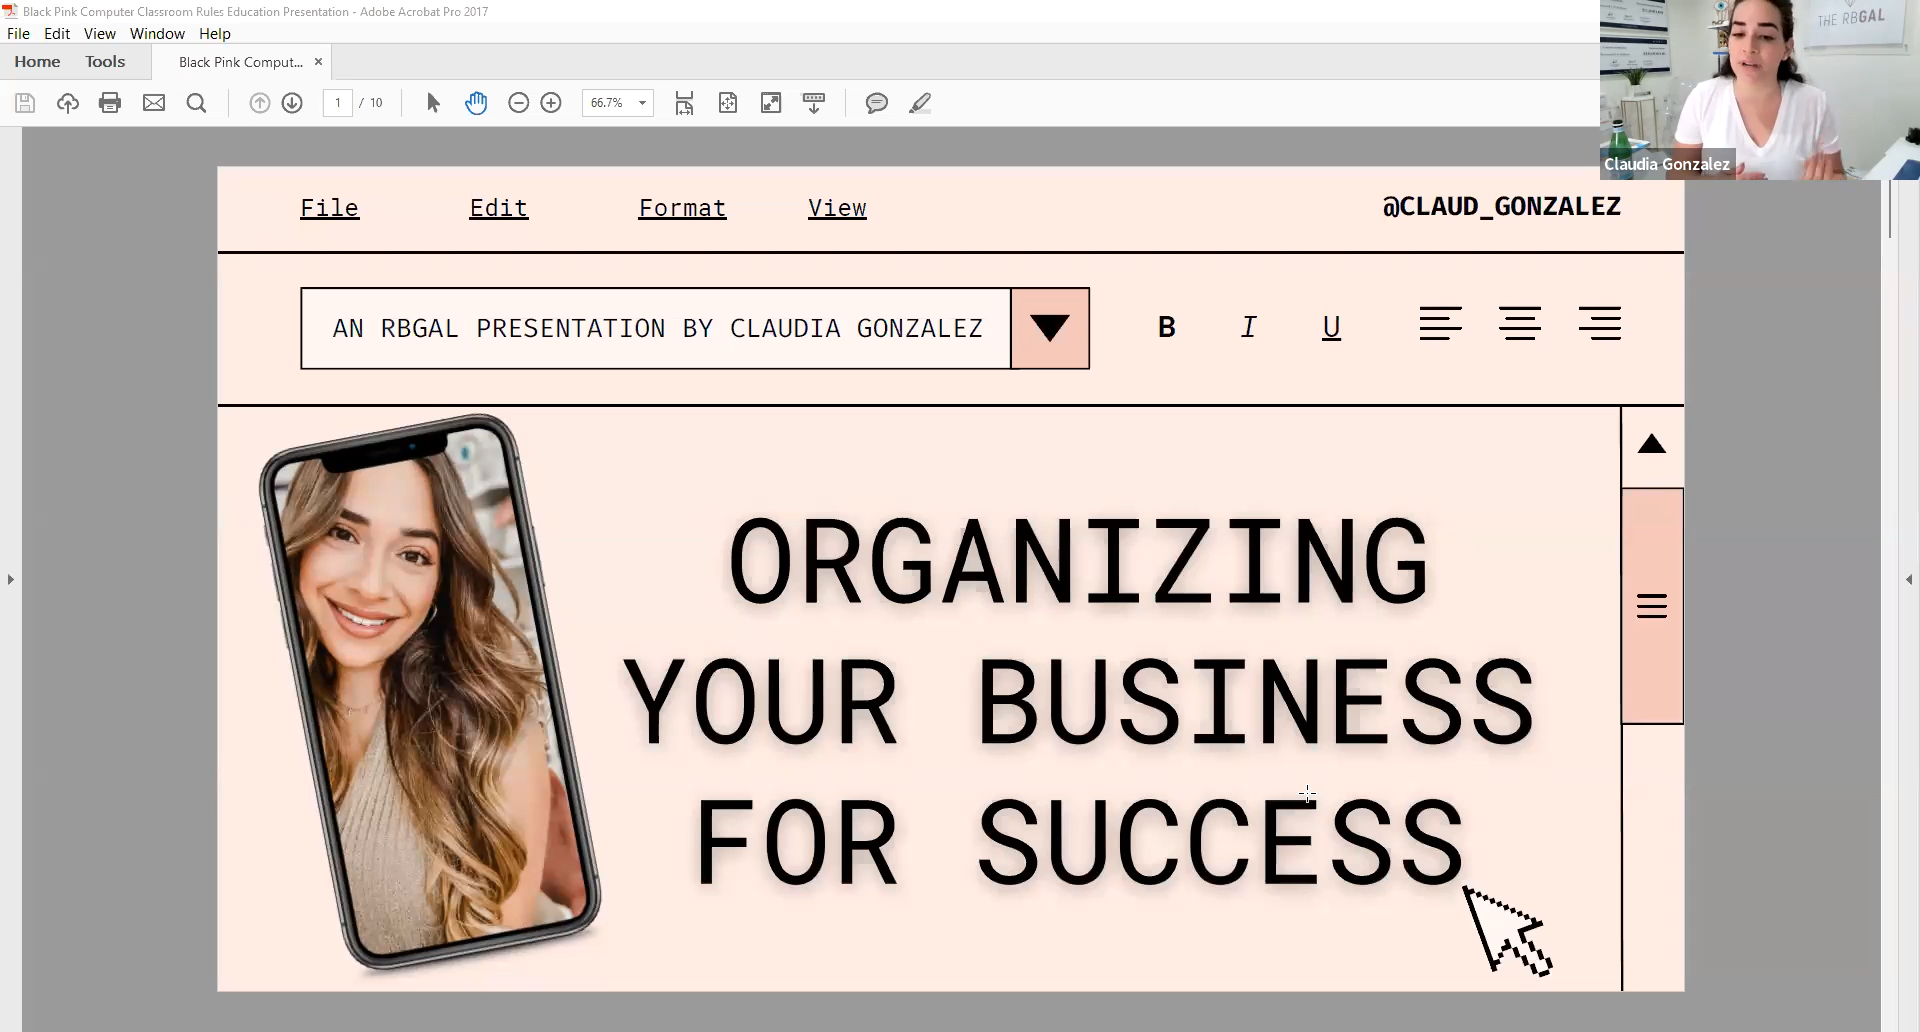 Black Pink Computer Classroom Rules Education Presentation - Adobe Acrobat Pro 2017
File Edit View Window Help
Home Tools Black Pink Comput... ×
1 / 10 66.7%
THE RBGAL
Claudia Gonzalez
File Edit Format View @CLAUD_GONZALEZ
AN RBGAL PRESENTATION BY CLAUDIA GONZALEZ B I U
ORGANIZING
YOUR BUSINESS
FOR SUCCESS